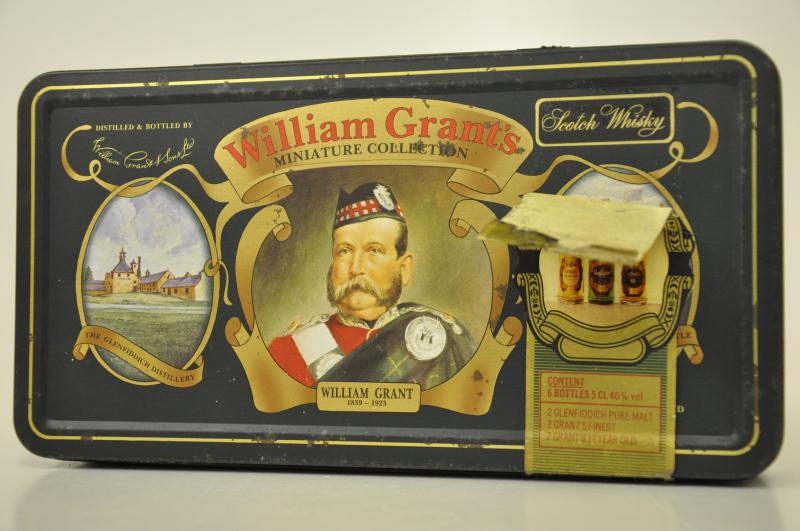 DISTILLED & BOTTLED BY
William Grant & Sons Ltd
William Grant's
MINIATURE COLLECTION
Scotch Whisky
THE GLENFIDDICH DISTILLERY
WILLIAM GRANT
1839 – 1923
CONTENT
6 BOTTLES 5 CL 40% vol
2 GLENFIDDICH PURE MALT
2 GRANT'S FINEST
2 GRANT'S 12 YEAR OLD